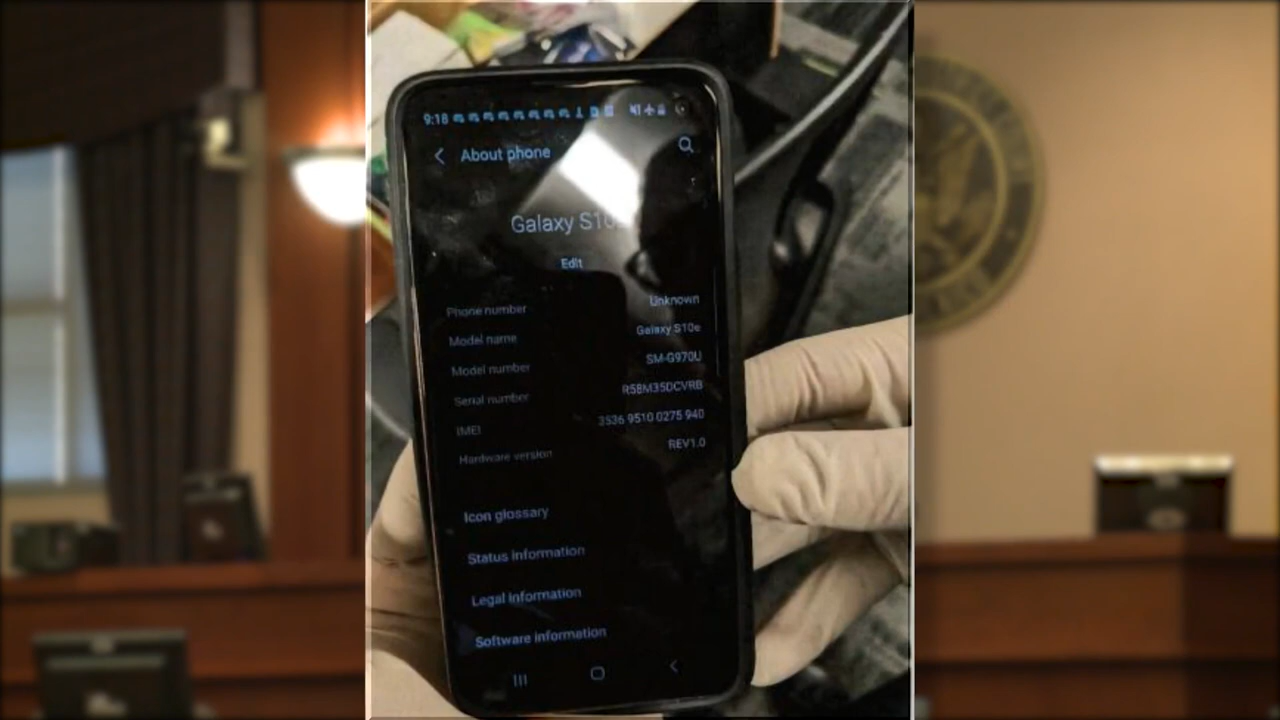 9:18
About phone
Galaxy S10
Edit
Phone number Unknown
Model name Galaxy S10e
Model number SM-G970U
Serial number R58M35DCVRB
IMEI 3536 9510 0275 940
Hardware version REV1.0
Icon glossary
Status information
Legal information
Software information